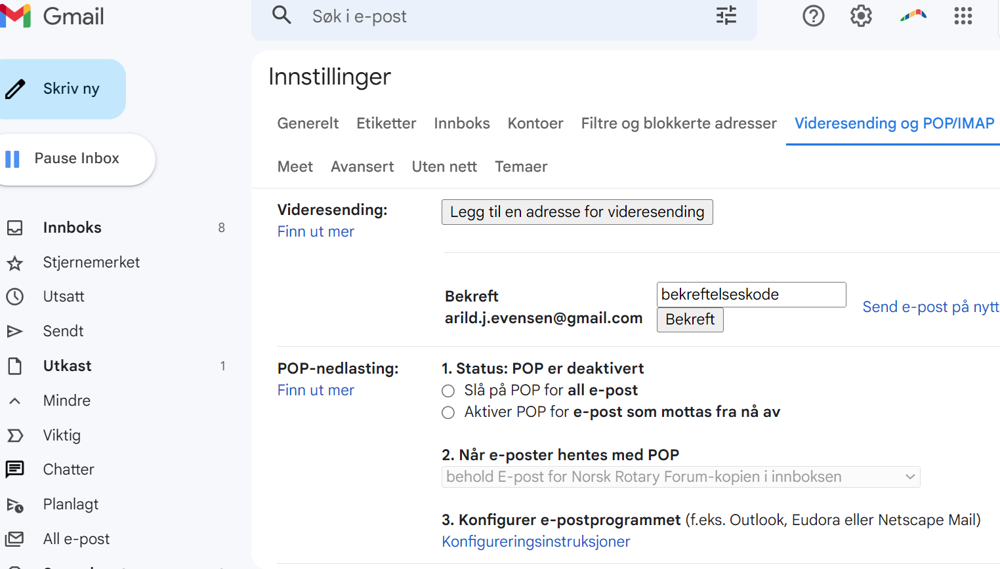 Gmail
Søk i e-post
Skriv ny
Pause Inbox
Innboks 8
Stjernemerket
Utsatt
Sendt
Utkast 1
Mindre
Viktig
Chatter
Planlagt
All e-post
Innstillinger
Generelt Etiketter Innboks Kontoer Filtre og blokkerte adresser Videresending og POP/IMAP
Meet Avansert Uten nett Temaer
Videresending:
Finn ut mer
Legg til en adresse for videresending
Bekreft
arild.j.evensen@gmail.com
bekreftelseskode
Bekreft
Send e-post på nytt
POP-nedlasting:
Finn ut mer
1. Status: POP er deaktivert
Slå på POP for all e-post
Aktiver POP for e-post som mottas fra nå av
2. Når e-poster hentes med POP
behold E-post for Norsk Rotary Forum-kopien i innboksen
3. Konfigurer e-postprogrammet (f.eks. Outlook, Eudora eller Netscape Mail)
Konfigureringsinstruksjoner